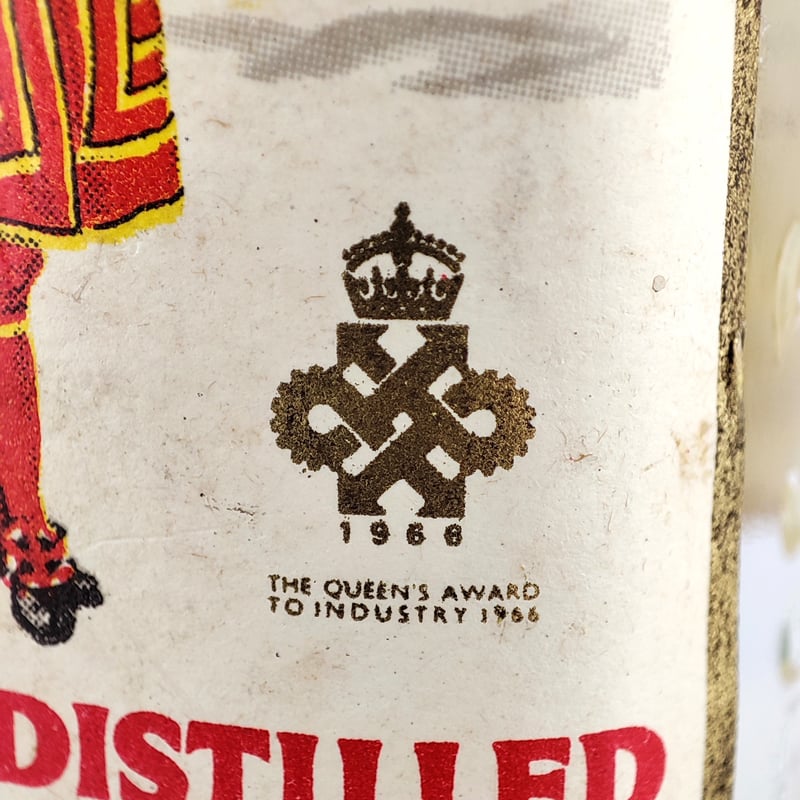 1966
THE QUEEN'S AWARD
TO INDUSTRY 1966
DISTILLED